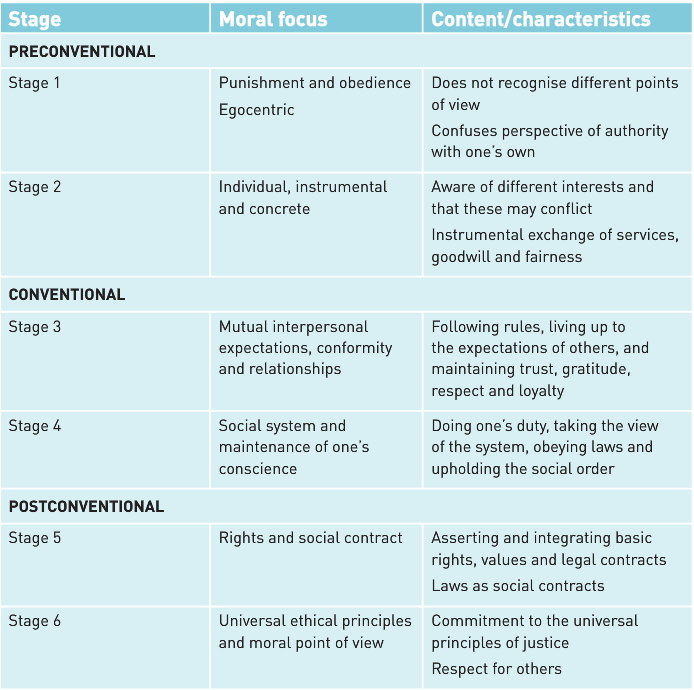 Stage Moral focus Content/characteristics
PRECONVENTIONAL
Stage 1
Punishment and obedience
Egocentric
Does not recognise different points
of view
Confuses perspective of authority
with one's own
Stage 2
Individual, instrumental
and concrete
Aware of different interests and
that these may conflict
Instrumental exchange of services,
goodwill and fairness
CONVENTIONAL
Stage 3
Mutual interpersonal
expectations, conformity
and relationships
Following rules, living up to
the expectations of others, and
maintaining trust, gratitude,
respect and loyalty
Stage 4
Social system and
maintenance of one's
conscience
Doing one's duty, taking the view
of the system, obeying laws and
upholding the social order
POSTCONVENTIONAL
Stage 5
Rights and social contract
Asserting and integrating basic
rights, values and legal contracts
Laws as social contracts
Stage 6
Universal ethical principles
and moral point of view
Commitment to the universal
principles of justice
Respect for others